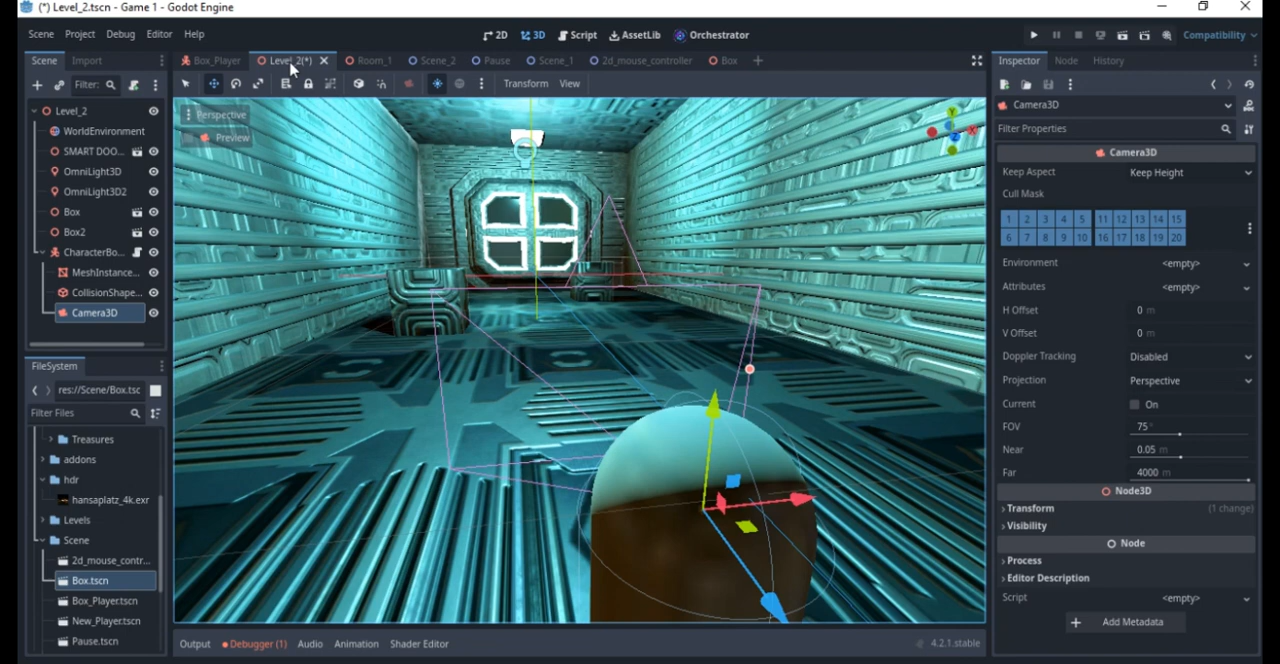 (*) Level_2.tscn - Game 1 - Godot Engine
Scene Project Debug Editor Help
2D 3D Script AssetLib Orchestrator
Compatibility
Scene Import
Box_Player Level_2(*) Room_1 Scene_2 Pause Scene_1 2d_mouse_controller Box
Inspector Node History
Filter:
Transform View
Level_2
WorldEnvironment
SMART DOO...
OmniLight3D
OmniLight3D2
Box
Box2
CharacterBo...
MeshInstance...
CollisionShape...
Camera3D
FileSystem
res://Scene/Box.tsc
Filter Files
Treasures
addons
hdr
hansaplatz_4k.exr
Levels
Scene
2d_mouse_contr...
Box.tscn
Box_Player.tscn
New_Player.tscn
Pause.tscn
Perspective
Preview
Y
X
Z
Output Debugger (1) Audio Animation Shader Editor
4.2.1.stable
Camera3D
Filter Properties
Camera3D
Keep Aspect Keep Height
Cull Mask
1 2 3 4 5 11 12 13 14 15
6 7 8 9 10 16 17 18 19 20
Environment <empty>
Attributes <empty>
H Offset 0 m
V Offset 0 m
Doppler Tracking Disabled
Projection Perspective
Current On
FOV 75 °
Near 0.05 m
Far 4000 m
Node3D
Transform (1 change)
Visibility
Node
Process
Editor Description
Script <empty>
Add Metadata